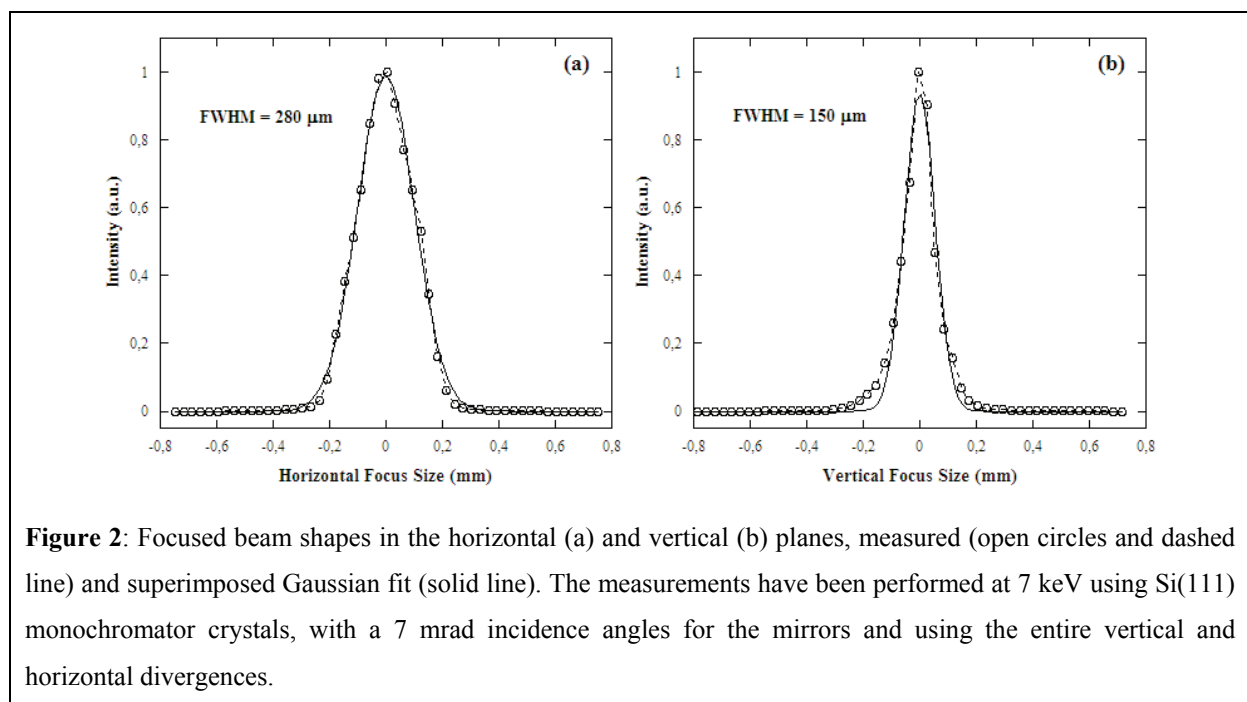 (a)
FWHM = 280 µm
1
0,8
0,6
0,4
0,2
0
Intensity (a.u.)
-0,8 -0,6 -0,4 -0,2 0 0,2 0,4 0,6 0,8
Horizontal Focus Size (mm)
(b)
FWHM = 150 µm
1
0,8
0,6
0,4
0,2
0
Intensity (a.u.)
-0,8 -0,6 -0,4 -0,2 0 0,2 0,4 0,6 0,8
Vertical Focus Size (mm)
Figure 2: Focused beam shapes in the horizontal (a) and vertical (b) planes, measured (open circles and dashed
line) and superimposed Gaussian fit (solid line). The measurements have been performed at 7 keV using Si(111)
monochromator crystals, with a 7 mrad incidence angles for the mirrors and using the entire vertical and
horizontal divergences.